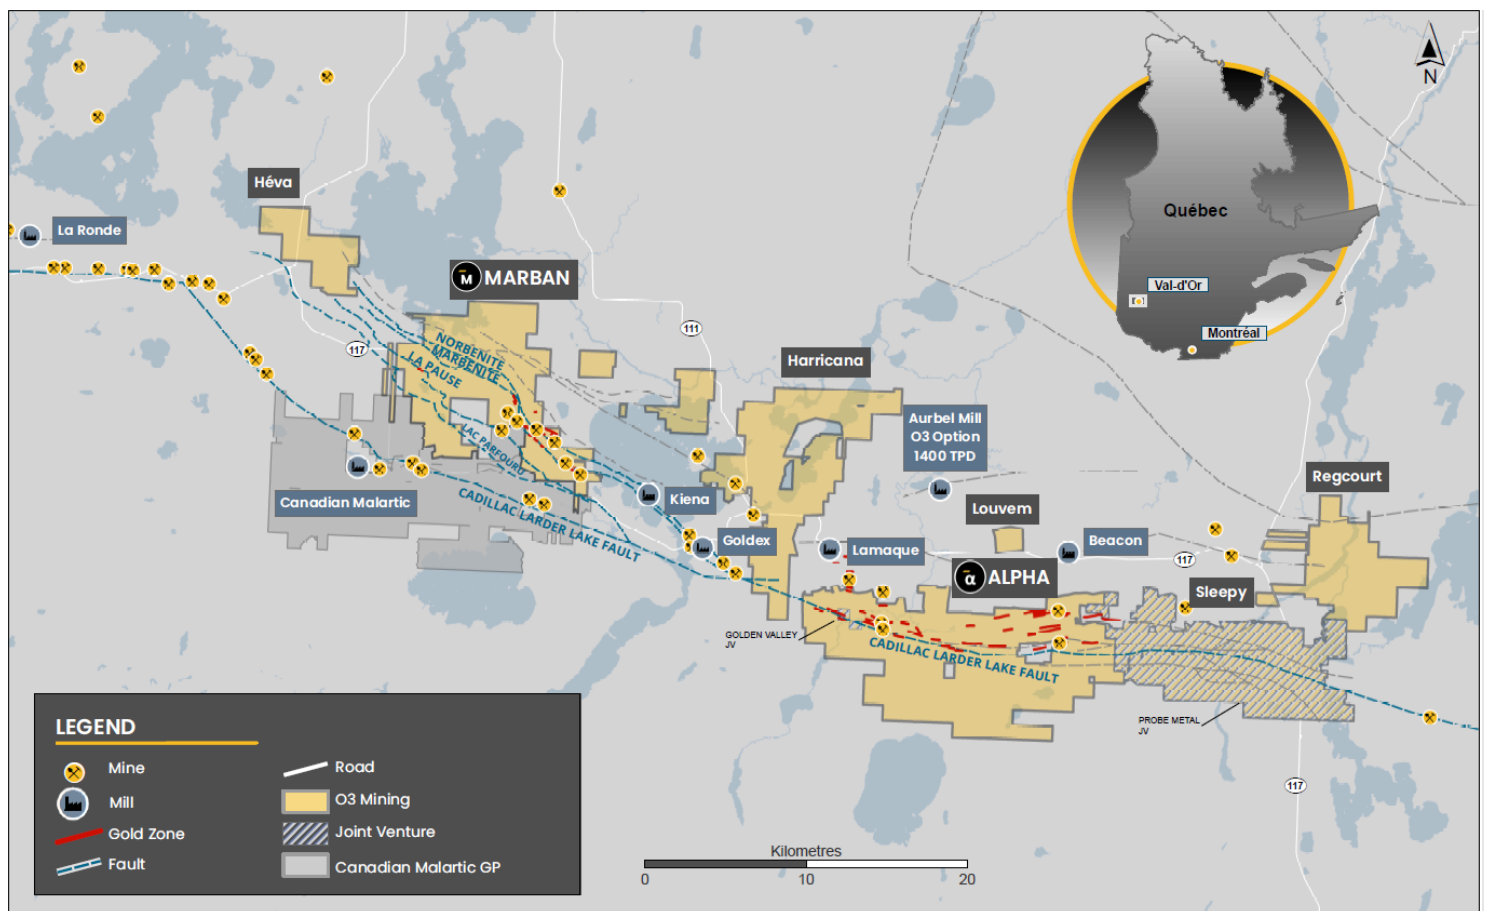 N
Québec
Val-d'Or
Montréal
Héva
La Ronde
M MARBAN
111
117
NORBENITE
MARBENITE
LA PAUSE
LAC PARFOURU
Harricana
Aurbel Mill
O3 Option
1400 TPD
Canadian Malartic
CADILLAC LARDER LAKE FAULT
Kiena
Goldex
Lamaque
Louvem
Beacon
Regcourt
117
α ALPHA
Sleepy
GOLDEN VALLEY
JV
CADILLAC LARDER LAKE FAULT
PROBE METAL
JV
117
LEGEND
Mine
Mill
Gold Zone
Fault
Road
O3 Mining
Joint Venture
Canadian Malartic GP
Kilometres
0 10 20